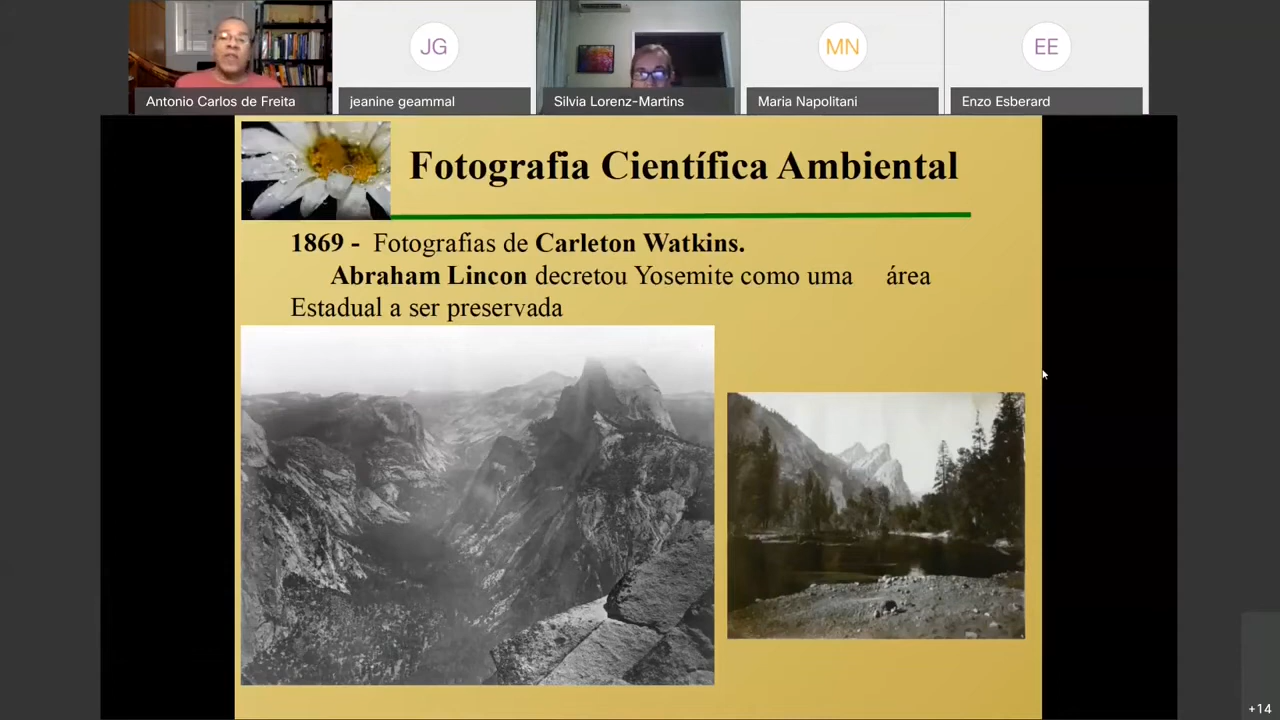 JG
MN
EE
Antonio Carlos de Freita
jeanine geammal
Silvia Lorenz-Martins
Maria Napolitani
Enzo Esberard
Fotografia Científica Ambiental
1869 - Fotografias de Carleton Watkins.
Abraham Lincon decretou Yosemite como uma área
Estadual a ser preservada
+14